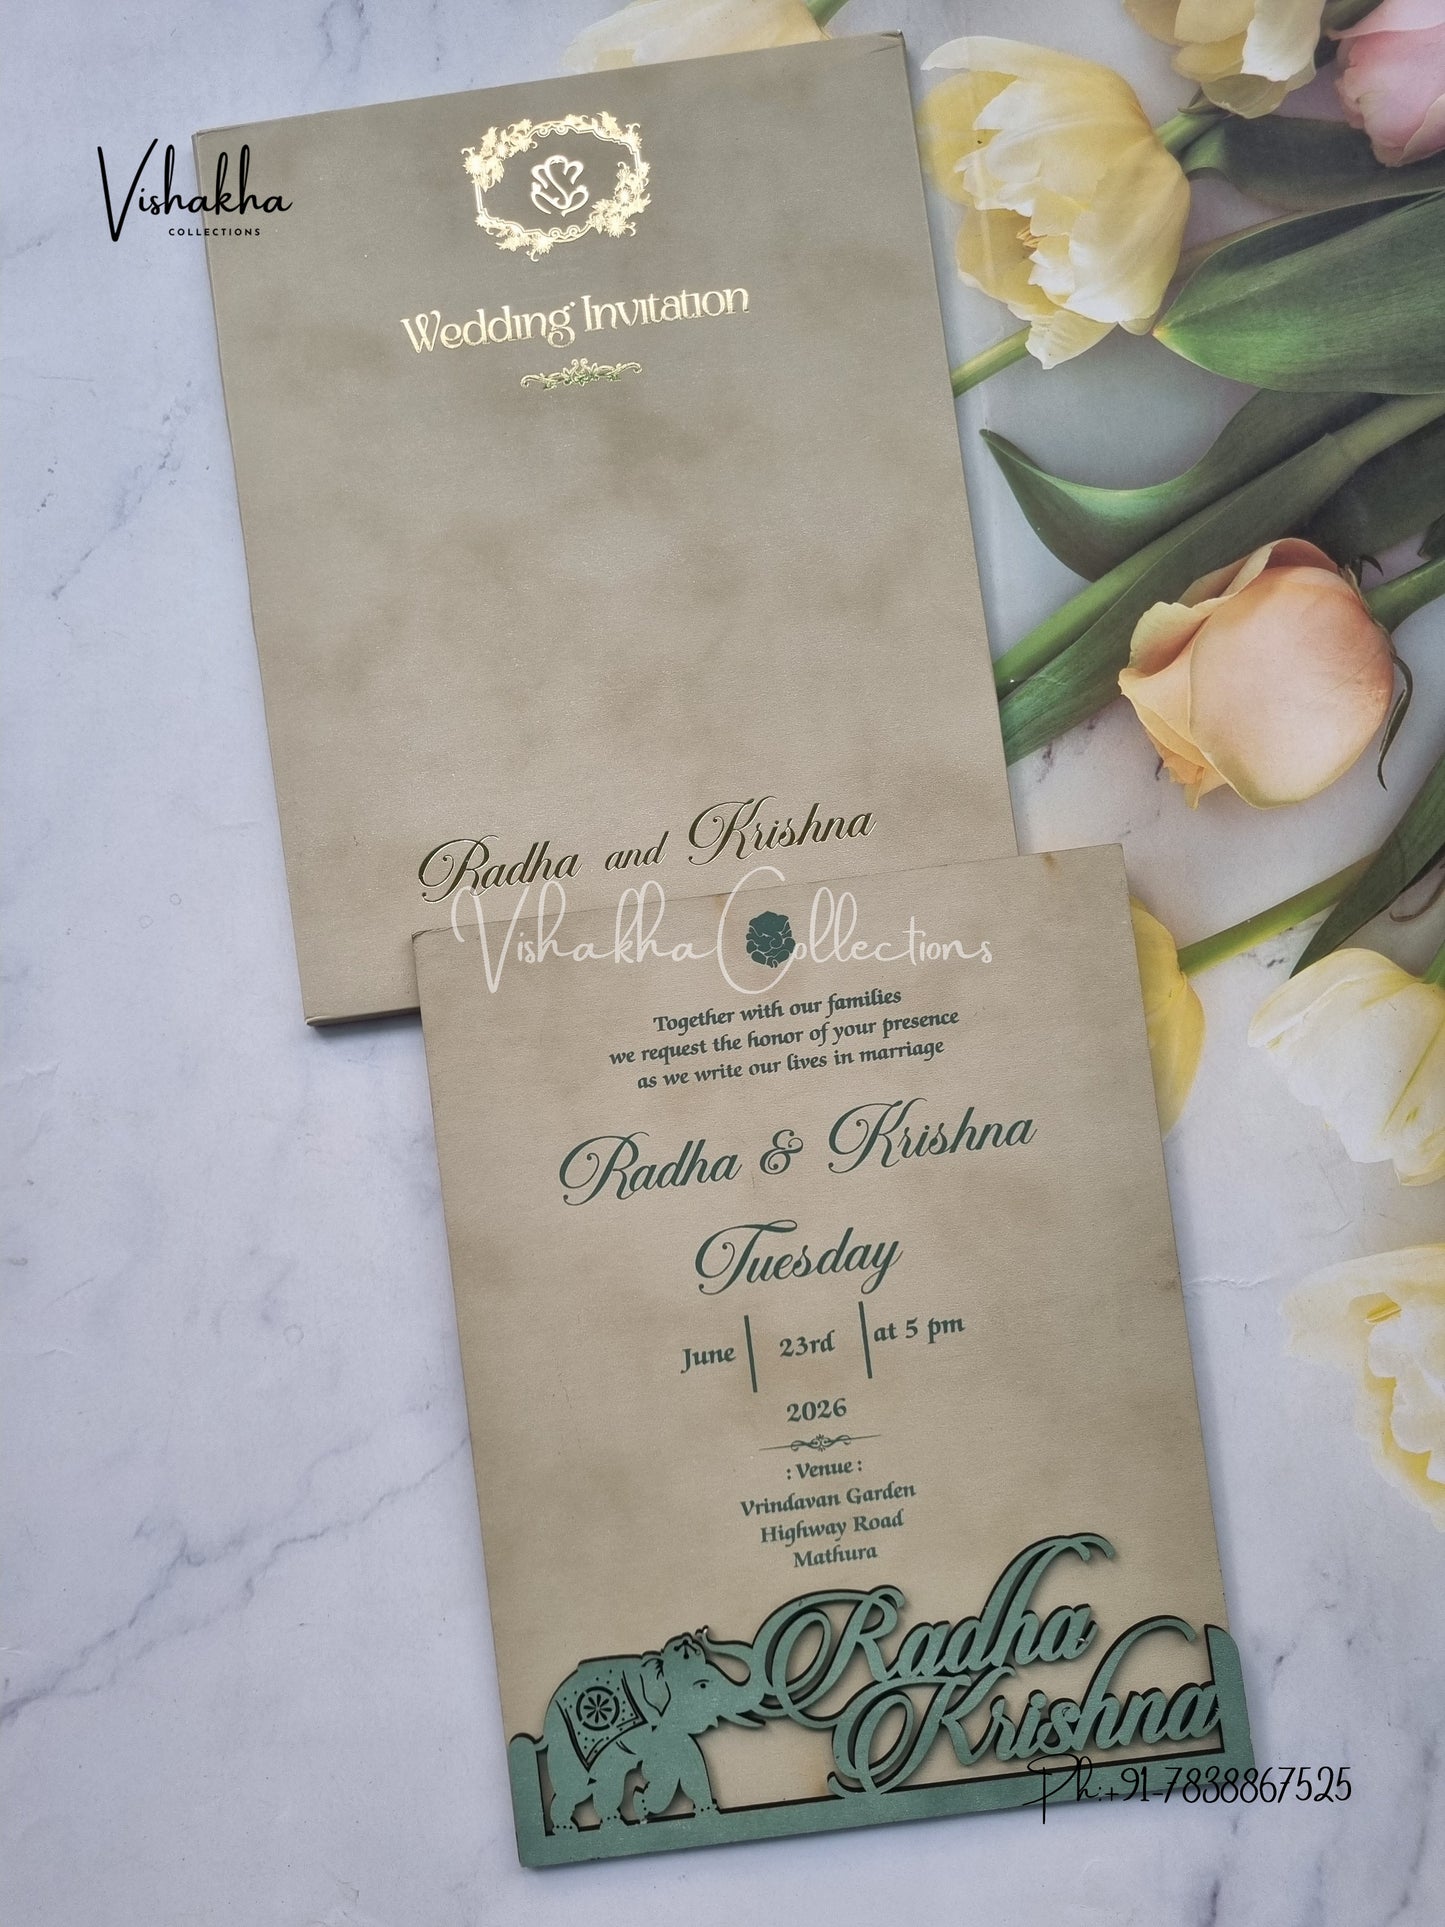 Vishakha
COLLECTIONS
Wedding Invitation
Radha and Krishna
Vishakha Collections
Together with our families
we request the honor of your presence
as we write our lives in marriage
Radha & Krishna
Tuesday
June | 23rd | at 5 pm
2026
: Venue :
Vrindavan Garden
Highway Road
Mathura
Radha
Krishna
Ph:+91-7838867525